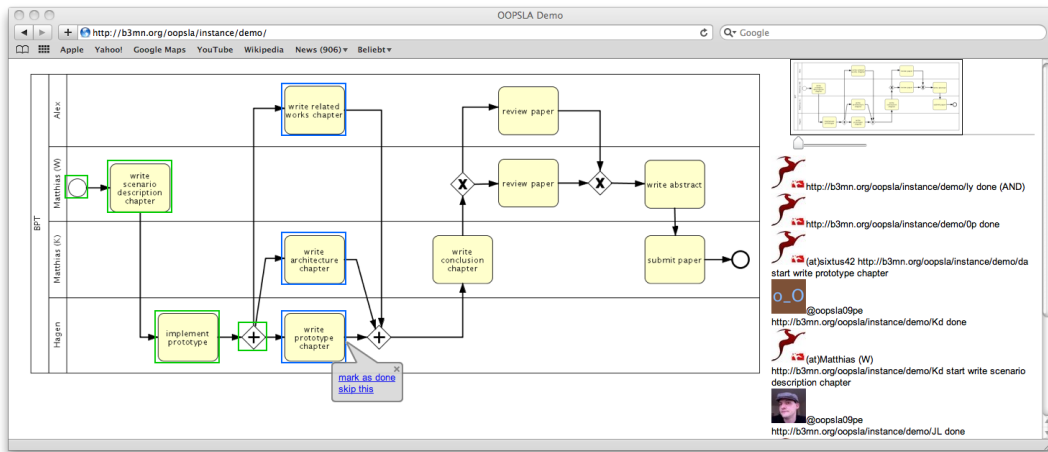 OOPSLA Demo
http://b3mn.org/oopsla/instance/demo/
Google
Apple Yahoo! Google Maps YouTube Wikipedia News (906) Beliebt
BPT
Alex
write related
works chapter
review paper
Matthias (W)
write
scenario
description
chapter
review paper
write abstract
Matthias (K)
write
architecture
chapter
write
conclusion
chapter
submit paper
Hagen
implement
prototype
write
prototype
chapter
mark as done
skip this
http://b3mn.org/oopsla/instance/demo/ly done (AND)
http://b3mn.org/oopsla/instance/demo/0p done
(at)sixtus42 http://b3mn.org/oopsla/instance/demo/da
start write prototype chapter
o_O
@oopsla09pe
http://b3mn.org/oopsla/instance/demo/Kd done
(at)Matthias (W)
http://b3mn.org/oopsla/instance/demo/Kd start write scenario
description chapter
@oopsla09pe
http://b3mn.org/oopsla/instance/demo/JL done